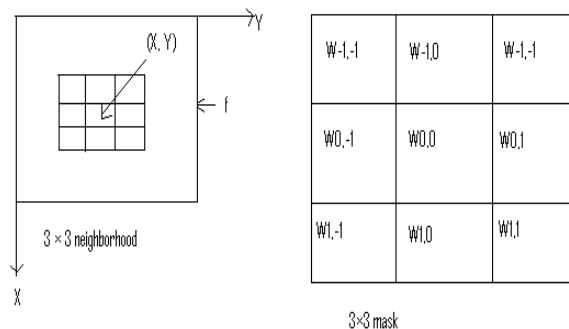 Y
(X, Y)
f
3 × 3 neighborhood
X
W-1,-1 W-1,0 W-1,-1
W0,-1 W0,0 W0,1
W1,-1 W1,0 W1,1
3×3 mask